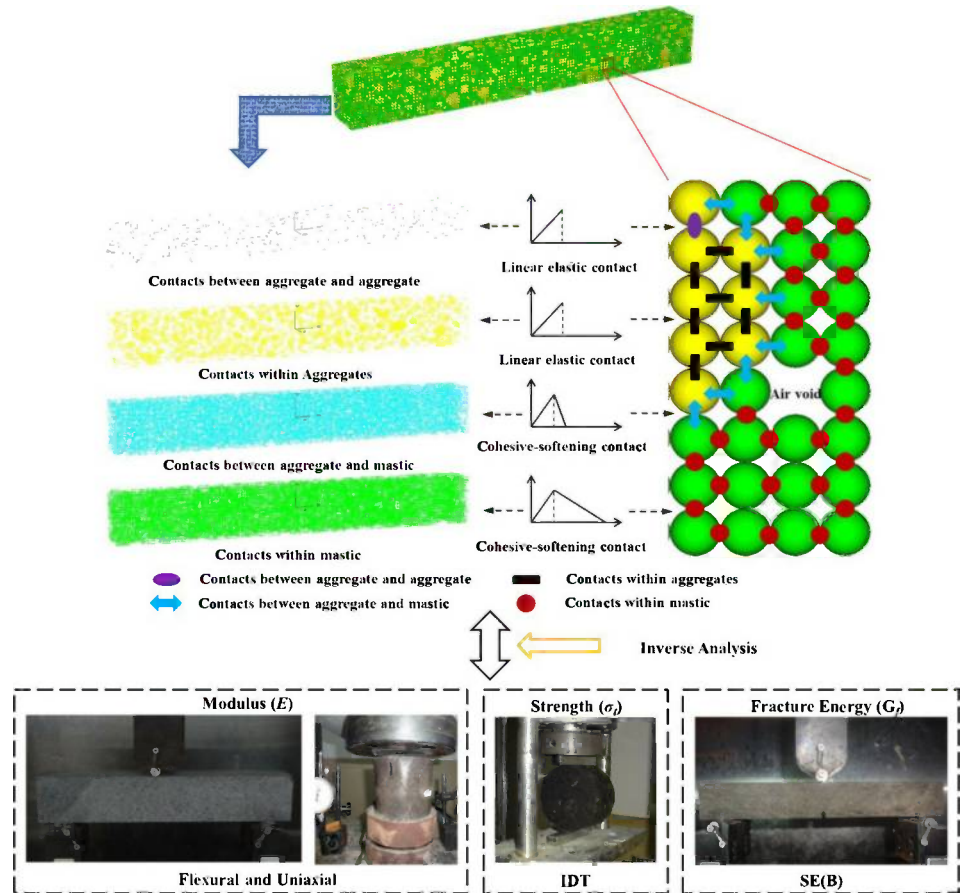 Contacts between aggregate and aggregate
Linear elastic contact
Contacts within Aggregates
Linear elastic contact
Air void
Contacts between aggregate and mastic
Cohesive-softening contact
Contacts within mastic
Cohesive-softening contact
Contacts between aggregate and aggregate
Contacts within aggregates
Contacts between aggregate and mastic
Contacts within mastic
Inverse Analysis
Modulus (E)
Strength (σt)
Fracture Energy (Gf)
Flexural and Uniaxial
IDT
SE(B)